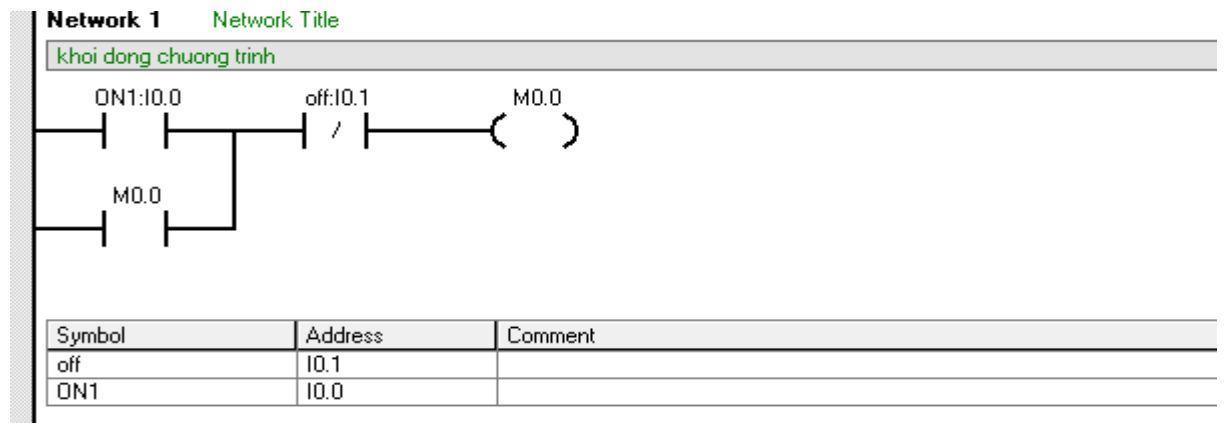 Network 1 Network Title
khoi dong chuong trinh
ON1:I0.0 off:I0.1 M0.0
/
M0.0
Symbol Address Comment
off I0.1
ON1 I0.0